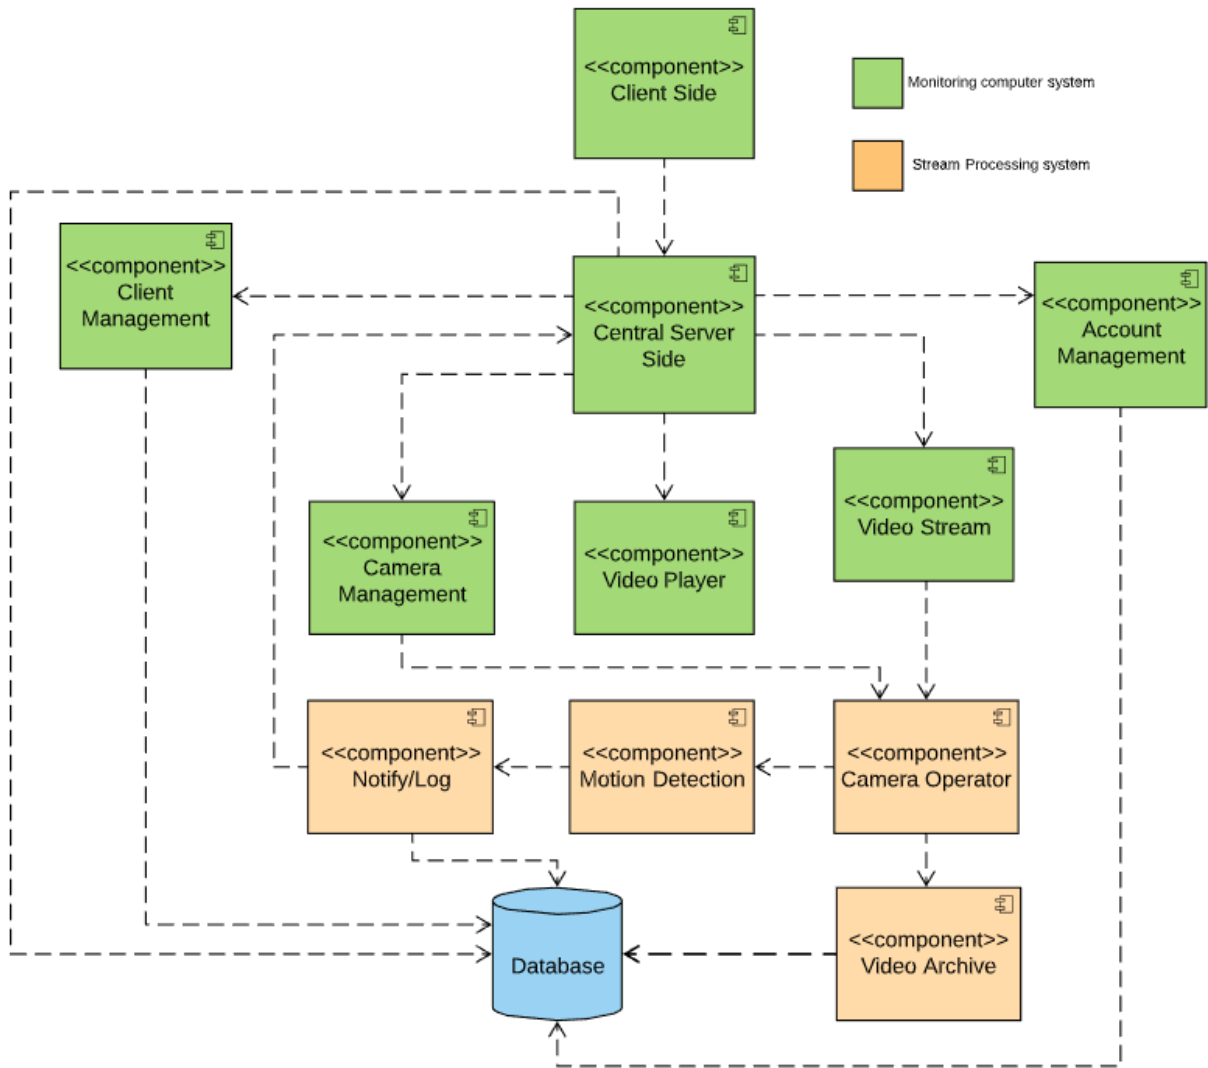 <<component>>
Client Side
Monitoring computer system
Stream Processing system
<<component>>
Client
Management
<<component>>
Central Server
Side
<<component>>
Account
Management
<<component>>
Camera
Management
<<component>>
Video Player
<<component>>
Video Stream
<<component>>
Notify/Log
<<component>>
Motion Detection
<<component>>
Camera Operator
Database
<<component>>
Video Archive